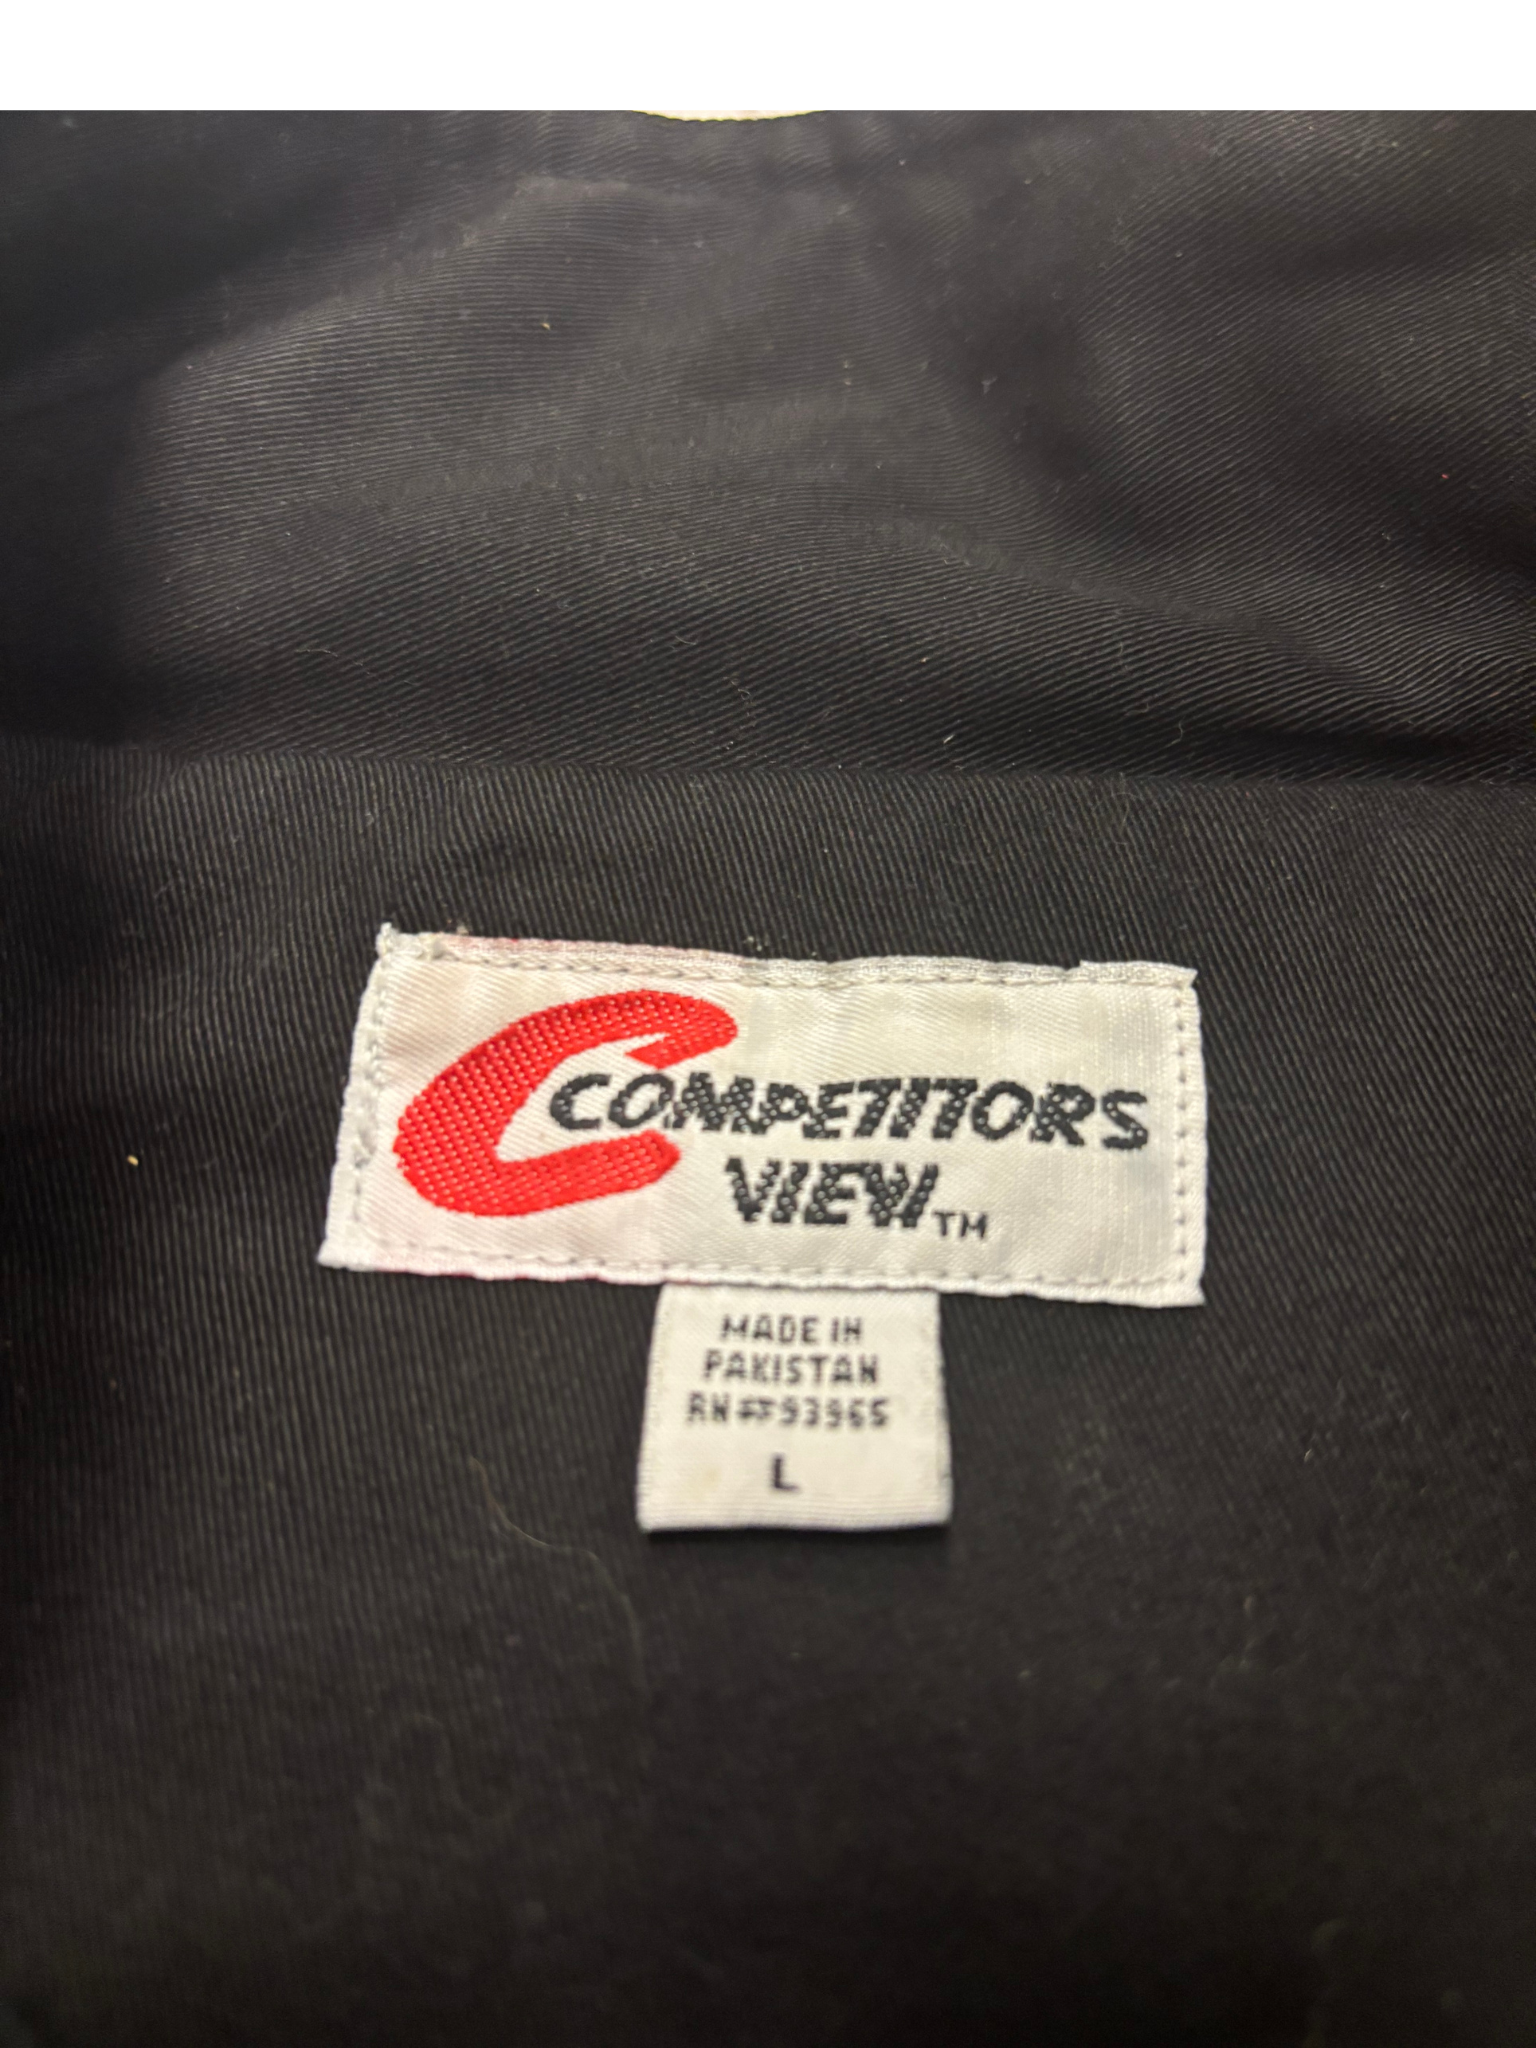 C COMPETITORS
VIEW™
MADE IN
PAKISTAN
RN#93965
L